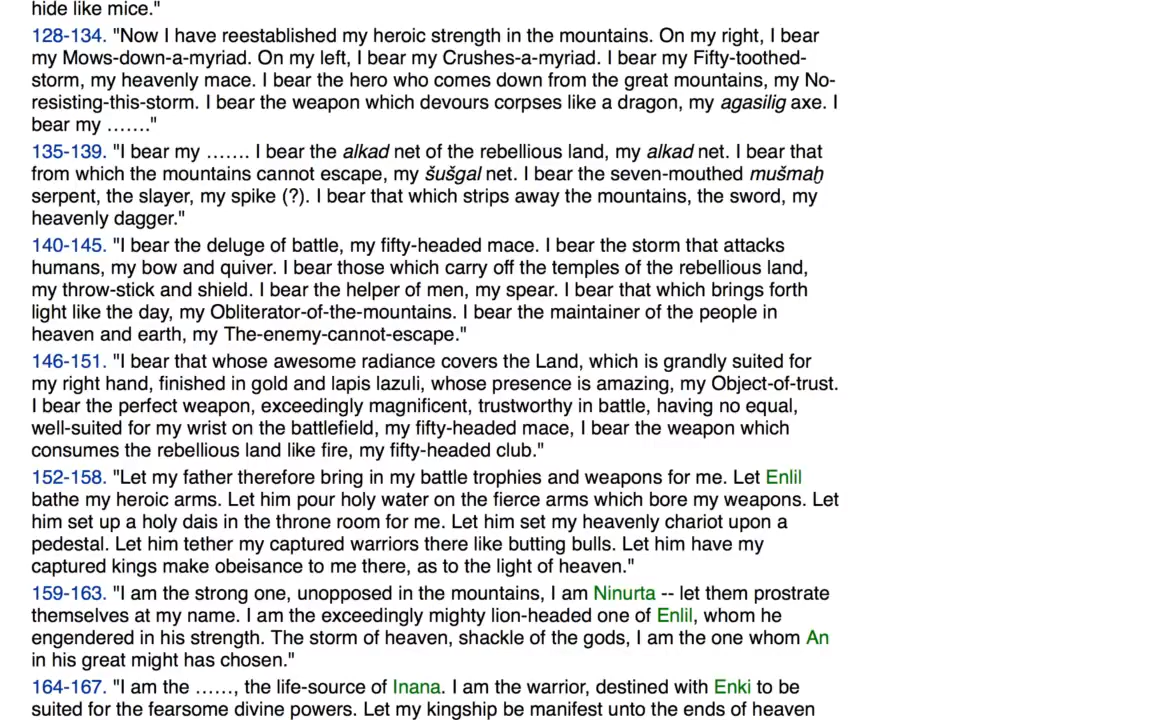 hide like mice."
128-134. "Now I have reestablished my heroic strength in the mountains. On my right, I bear
my Mows-down-a-myriad. On my left, I bear my Crushes-a-myriad. I bear my Fifty-toothed-
storm, my heavenly mace. I bear the hero who comes down from the great mountains, my No-
resisting-this-storm. I bear the weapon which devours corpses like a dragon, my agasilig axe. I
bear my ……."
135-139. "I bear my ……. I bear the alkad net of the rebellious land, my alkad net. I bear that
from which the mountains cannot escape, my šušgal net. I bear the seven-mouthed mušmaḫ
serpent, the slayer, my spike (?). I bear that which strips away the mountains, the sword, my
heavenly dagger."
140-145. "I bear the deluge of battle, my fifty-headed mace. I bear the storm that attacks
humans, my bow and quiver. I bear those which carry off the temples of the rebellious land,
my throw-stick and shield. I bear the helper of men, my spear. I bear that which brings forth
light like the day, my Obliterator-of-the-mountains. I bear the maintainer of the people in
heaven and earth, my The-enemy-cannot-escape."
146-151. "I bear that whose awesome radiance covers the Land, which is grandly suited for
my right hand, finished in gold and lapis lazuli, whose presence is amazing, my Object-of-trust.
I bear the perfect weapon, exceedingly magnificent, trustworthy in battle, having no equal,
well-suited for my wrist on the battlefield, my fifty-headed mace, I bear the weapon which
consumes the rebellious land like fire, my fifty-headed club."
152-158. "Let my father therefore bring in my battle trophies and weapons for me. Let Enlil
bathe my heroic arms. Let him pour holy water on the fierce arms which bore my weapons. Let
him set up a holy dais in the throne room for me. Let him set my heavenly chariot upon a
pedestal. Let him tether my captured warriors there like butting bulls. Let him have my
captured kings make obeisance to me there, as to the light of heaven."
159-163. "I am the strong one, unopposed in the mountains, I am Ninurta -- let them prostrate
themselves at my name. I am the exceedingly mighty lion-headed one of Enlil, whom he
engendered in his strength. The storm of heaven, shackle of the gods, I am the one whom An
in his great might has chosen."
164-167. "I am the ……, the life-source of Inana. I am the warrior, destined with Enki to be
suited for the fearsome divine powers. Let my kingship be manifest unto the ends of heaven